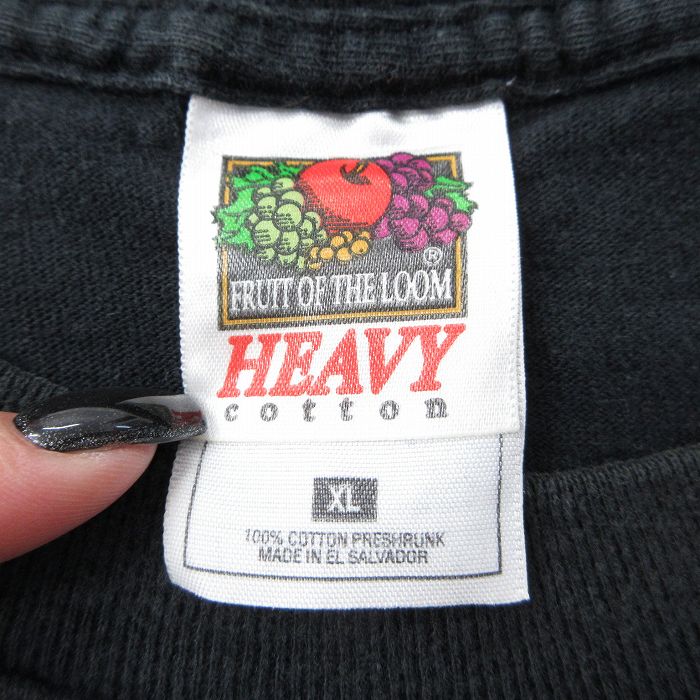 ®
FRUIT OF THE LOOM
HEAVY
cotton
XL
100% COTTON PRESHRUNK
MADE IN EL SALVADOR